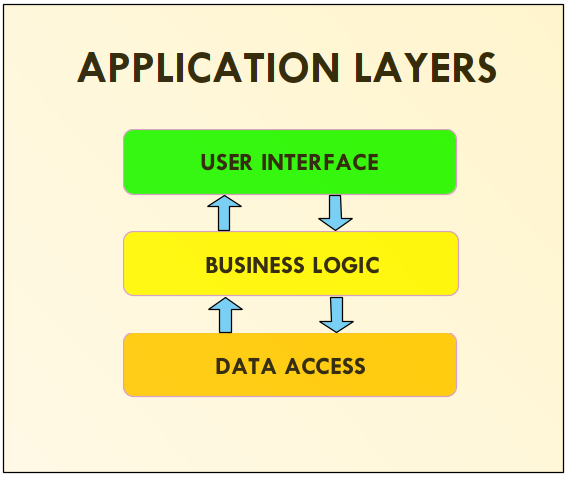 APPLICATION LAYERS
USER INTERFACE
BUSINESS LOGIC
DATA ACCESS